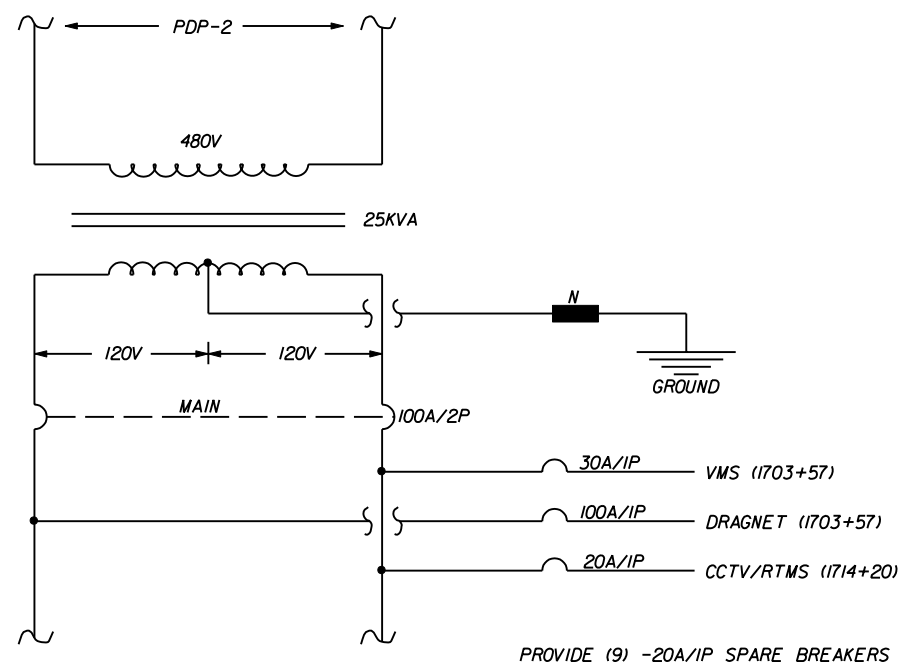 PDP-2
480V
25KVA
N
120V 120V
GROUND
MAIN
100A/2P
30A/1P
VMS (1703+57)
100A/1P
DRAGNET (1703+57)
20A/1P
CCTV/RTMS (1714+20)
PROVIDE (9) -20A/1P SPARE BREAKERS